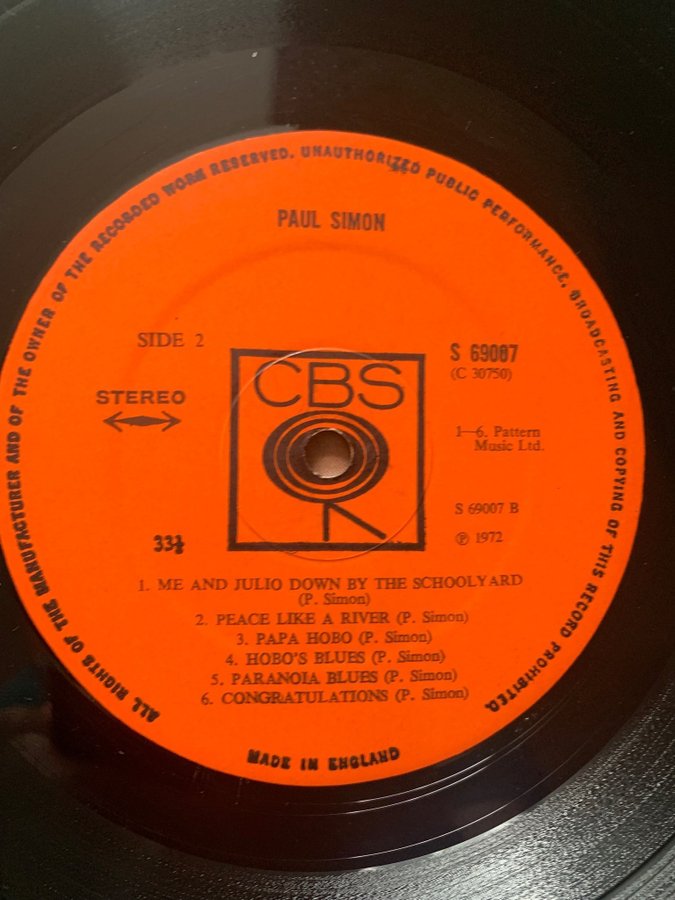 ALL RIGHTS OF THE MANUFACTURER AND OF THE OWNER OF THE RECORDED WORK RESERVED. UNAUTHORIZED PUBLIC PERFORMANCE, BROADCASTING AND COPYING OF THIS RECORD PROHIBITED.
PAUL SIMON
SIDE 2
S 69007
(C 30750)
CBS
STEREO
1—6. Pattern
Music Ltd.
S 69007 B
33⅓
℗ 1972
1. ME AND JULIO DOWN BY THE SCHOOLYARD
(P. Simon)
2. PEACE LIKE A RIVER (P. Simon)
3. PAPA HOBO (P. Simon)
4. HOBO'S BLUES (P. Simon)
5. PARANOIA BLUES (P. Simon)
6. CONGRATULATIONS (P. Simon)
MADE IN ENGLAND